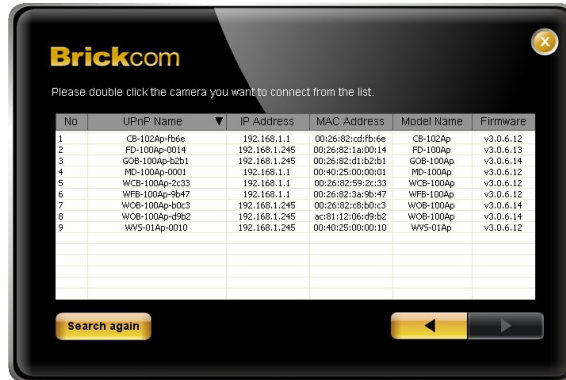 Brickcom
Please double click the camera you want to connect from the list.
No UPnP Name ▼ IP Address MAC Address Model Name Firmware
1 CB-102Ap-fb6e 192.168.1.1 00:26:82:cd:fb:6e CB-102Ap v3.0.6.12
2 FD-100Ap-0014 192.168.1.245 00:26:82:1a:00:14 FD-100Ap v3.0.6.13
3 GOB-100Ap-b2b1 192.168.1.245 00:26:82:d1:b2:b1 GOB-100Ap v3.0.6.14
4 MD-100Ap-0001 192.168.1.1 00:40:25:00:00:01 MD-100Ap v3.0.6.12
5 WCB-100Ap-2c33 192.168.1.1 00:26:82:59:2c:33 WCB-100Ap v3.0.6.12
6 WFB-100Ap-9b47 192.168.1.1 00:26:82:3a:9b:47 WFB-100Ap v3.0.6.12
7 WOB-100Ap-b0c3 192.168.1.245 00:26:82:c8:b0:c3 WOB-100Ap v3.0.6.14
8 WOB-100Ap-d9b2 192.168.1.245 ac:81:12:06:d9:b2 WOB-100Ap v3.0.6.14
9 WVS-01Ap-0010 192.168.1.245 00:40:25:00:00:10 WVS-01Ap v3.0.6.12
Search again